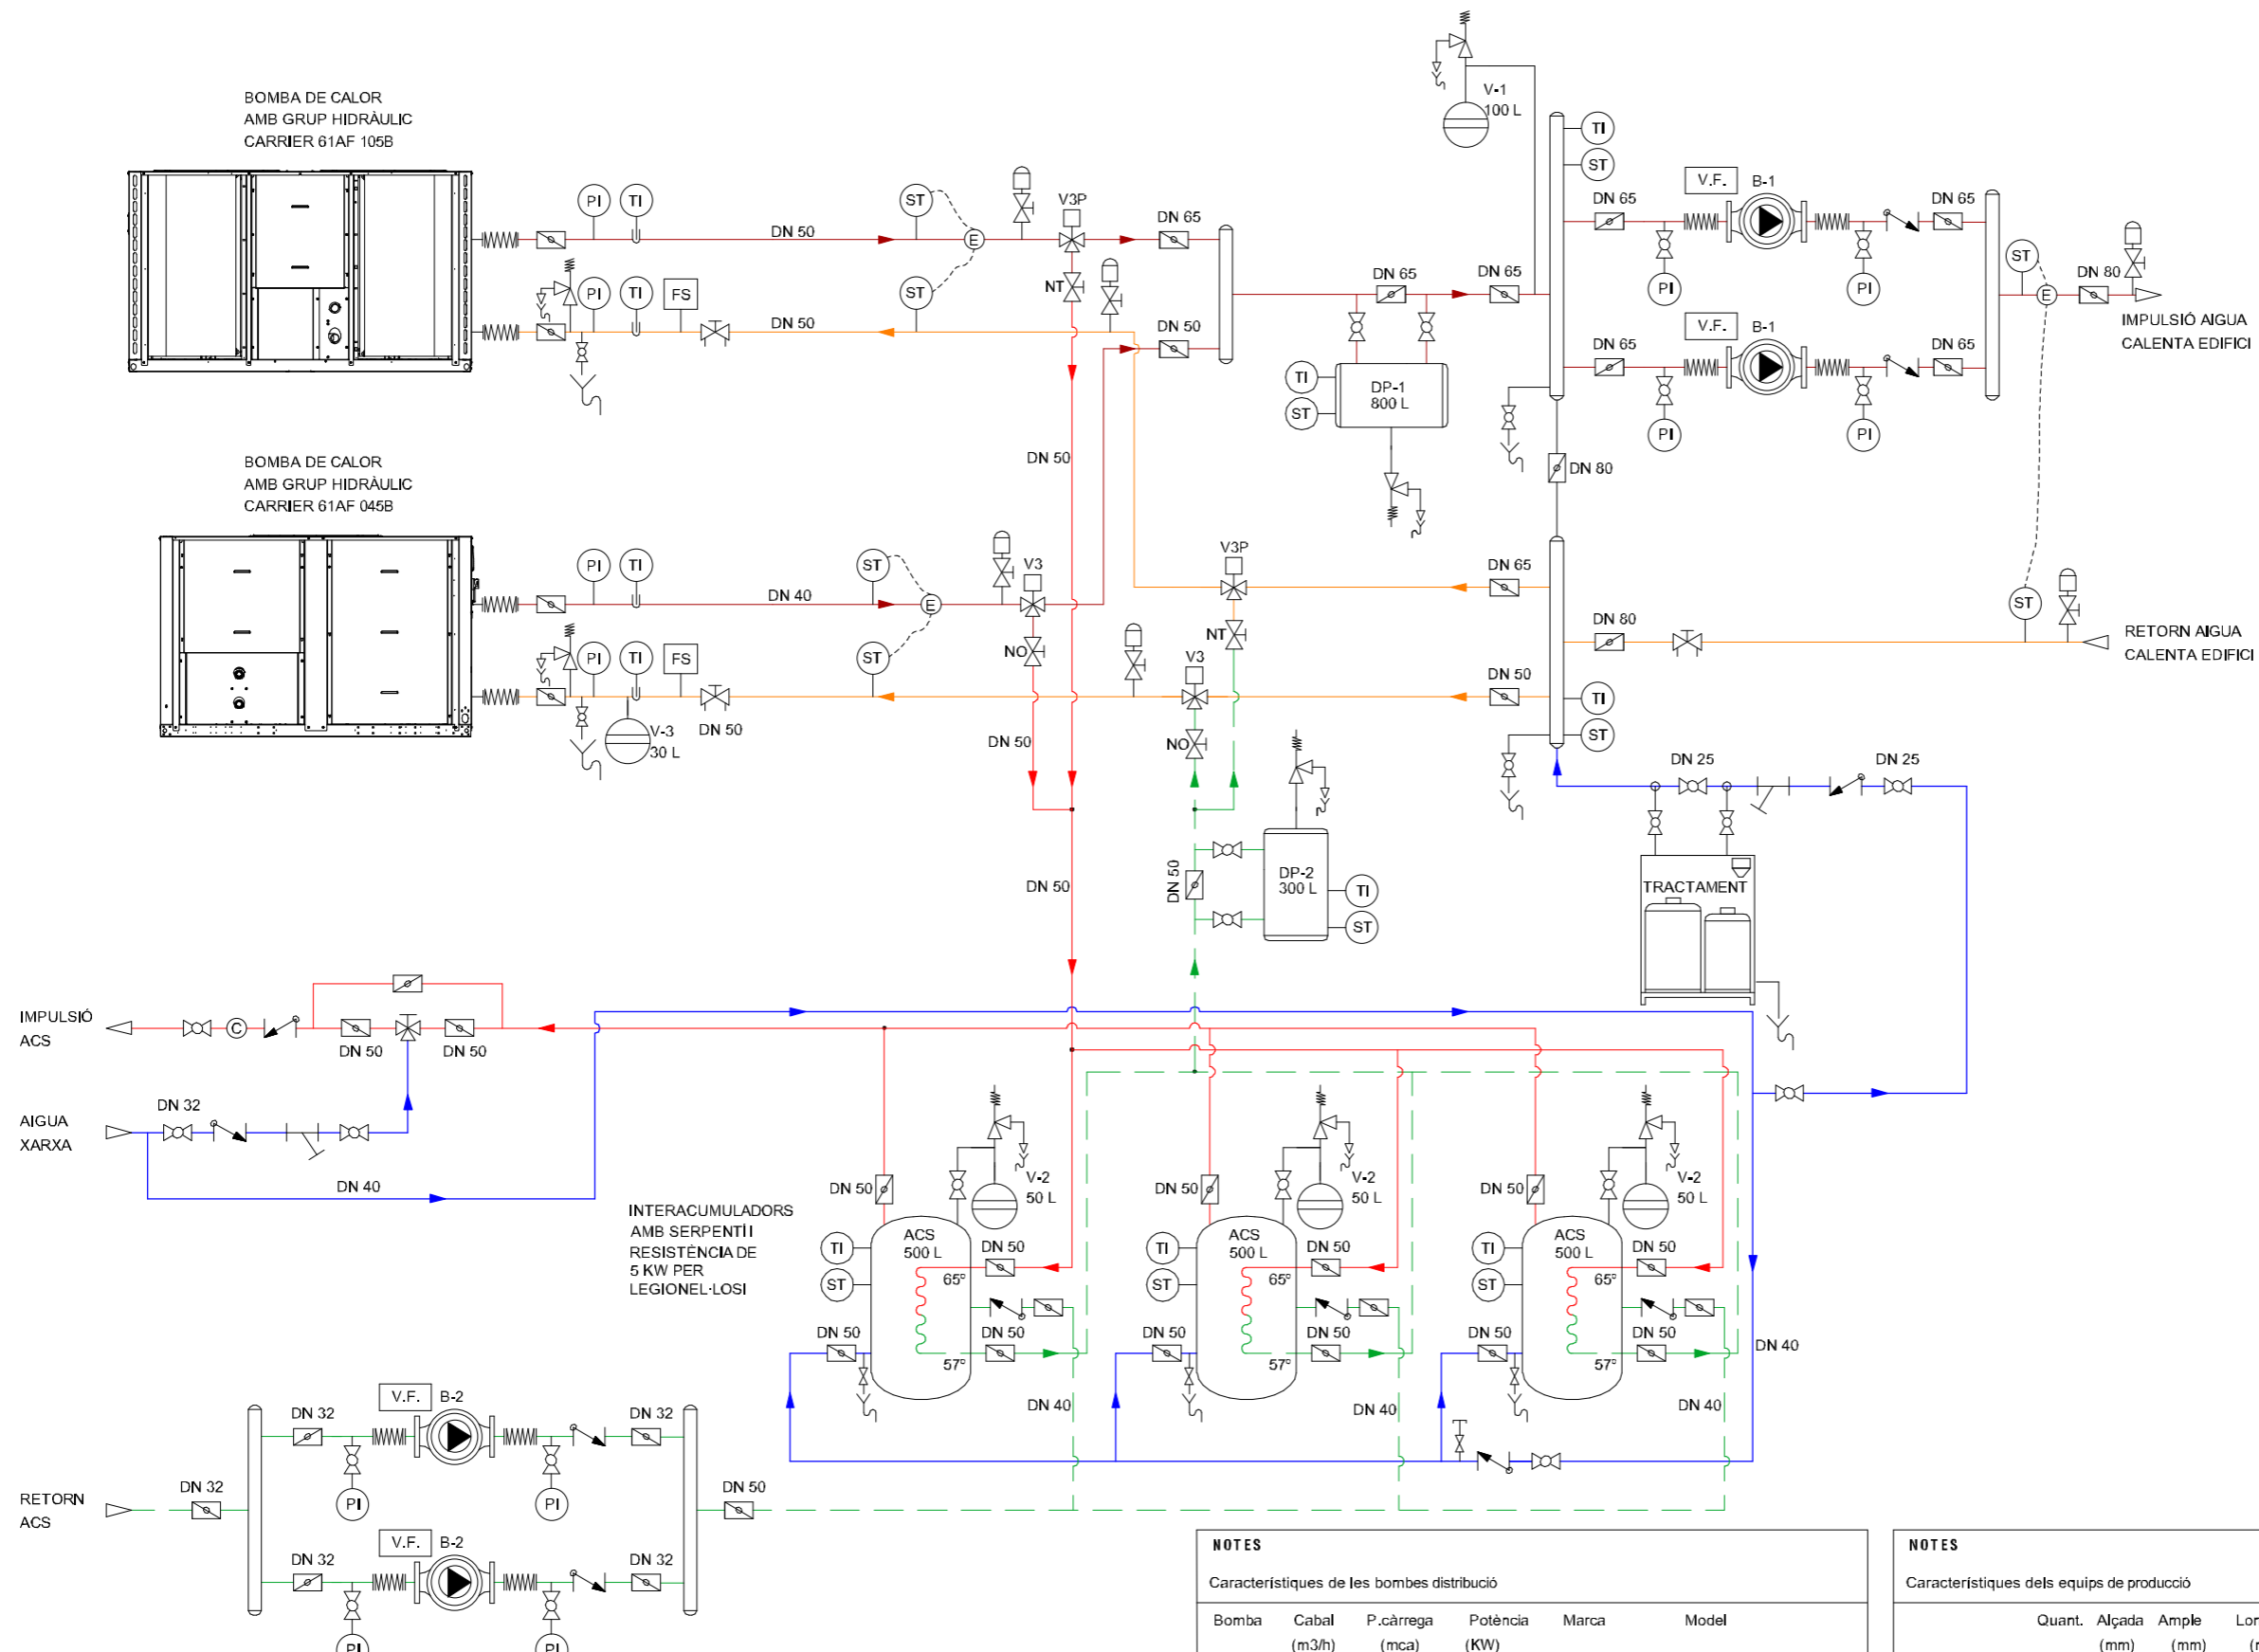 BOMBA DE CALOR
AMB GRUP HIDRÀULIC
CARRIER 61AF 105B
PI
TI
DN 50
ST
E
V3P
DN 65
NT
PI
TI
FS
DN 50
ST
DN 50
V-1
100 L
TI
ST
DN 65
V.F.
B-1
DN 65
PI
PI
DN 65
DN 65
TI
ST
DP-1
800 L
DN 65
V.F.
B-1
DN 65
PI
PI
ST
E
DN 80
IMPULSIÓ AIGUA
CALENTA EDIFICI
DN 80
BOMBA DE CALOR
AMB GRUP HIDRÀULIC
CARRIER 61AF 045B
PI
TI
DN 40
ST
E
V3
NO
DN 50
PI
TI
FS
DN 50
V-3
30 L
ST
DN 50
V3P
NT
V3
NO
DN 65
DN 80
DN 50
TI
ST
ST
RETORN AIGUA
CALENTA EDIFICI
DN 25
DN 25
TRACTAMENT
DN 50
DN 50
DP-2
300 L
TI
ST
IMPULSIÓ
ACS
C
DN 50
DN 50
AIGUA
XARXA
DN 32
DN 40
INTERACUMULADORS
AMB SERPENTÍ I
RESISTÈNCIA DE
5 KW PER
LEGIONEL·LOSI
DN 50
V-2
50 L
TI
ST
ACS
500 L
DN 50
65º
DN 50
DN 50
57º
DN 40
DN 50
V-2
50 L
TI
ST
ACS
500 L
DN 50
65º
DN 50
DN 50
57º
DN 40
DN 50
V-2
50 L
TI
ST
ACS
500 L
DN 50
65º
DN 50
DN 50
57º
DN 40
DN 40
RETORN
ACS
DN 32
DN 32
V.F.
B-2
DN 32
PI
PI
DN 50
DN 32
V.F.
B-2
DN 32
PI
PI
NOTES
Característiques de les bombes distribució
Bomba Cabal P.càrrega Potència Marca Model
(m3/h) (mca) (KW)
NOTES
Característiques dels equips de producció
Quant. Alçada Ample
(mm) (mm)